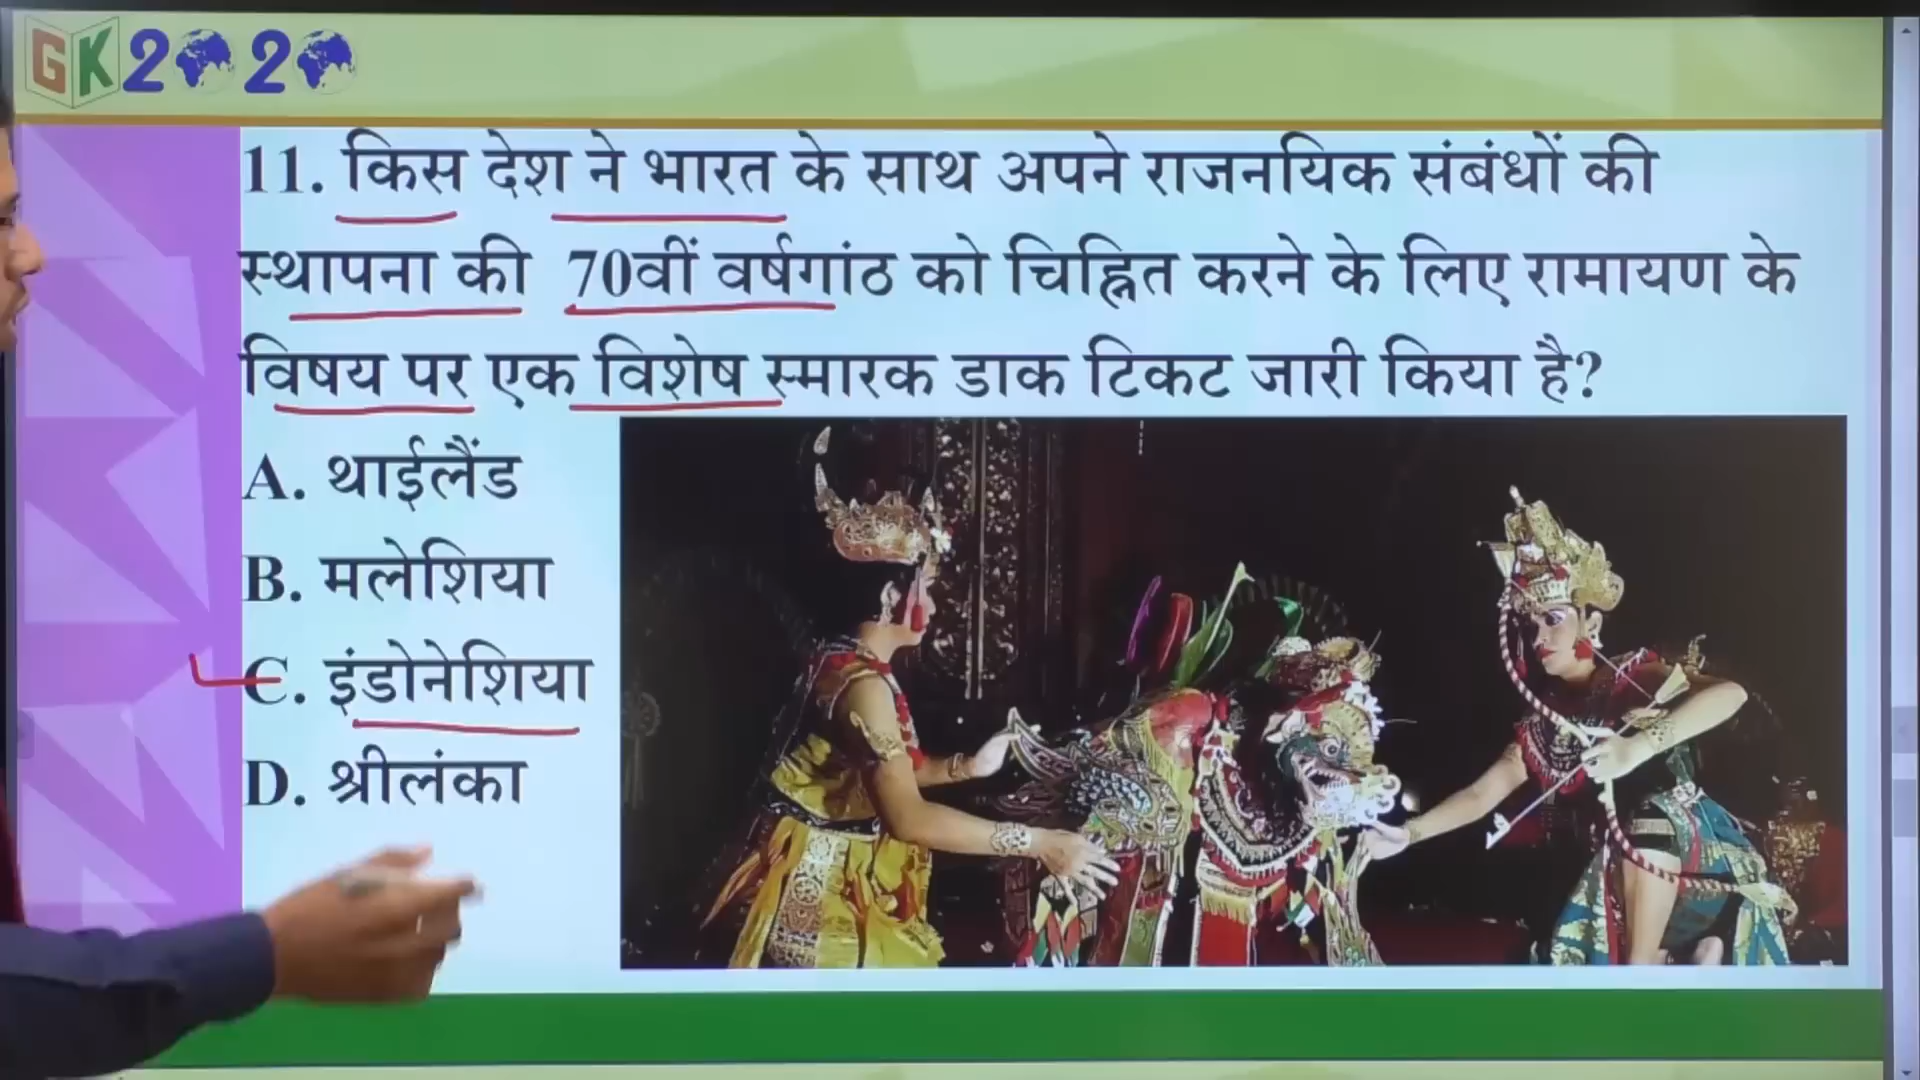 GK2020
11. किस देश ने भारत के साथ अपने राजनयिक संबंधों की
स्थापना की 70वीं वर्षगांठ को चिह्नित करने के लिए रामायण के
विषय पर एक विशेष स्मारक डाक टिकट जारी किया है?
A. थाईलैंड
B. मलेशिया
C. इंडोनेशिया
D. श्रीलंका